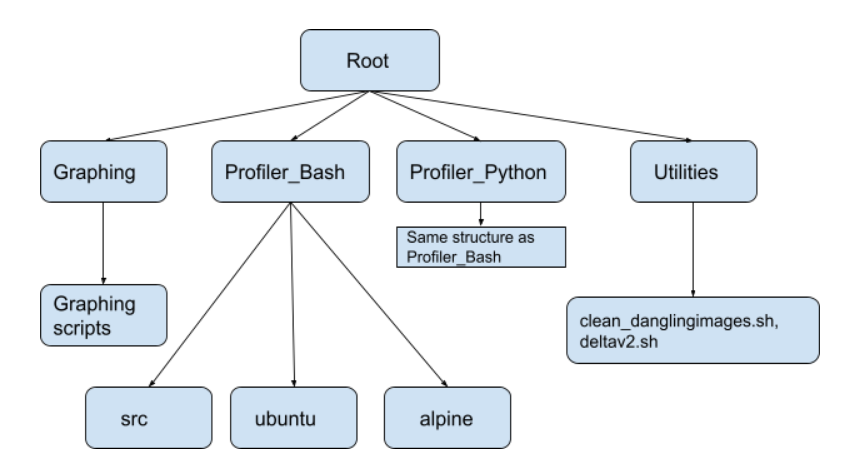 Root
Graphing
Profiler_Bash
Profiler_Python
Utilities
Same structure as
Profiler_Bash
Graphing
scripts
clean_danglingimages.sh,
deltav2.sh
src
ubuntu
alpine